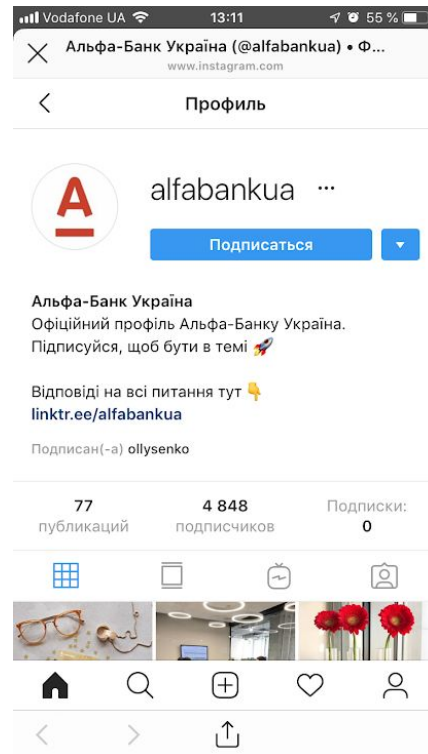 Vodafone UA 13:11 55 %
Альфа-Банк Україна (@alfabankua) • Ф...
www.instagram.com
Профиль
A
alfabankua ...
Подписаться
Альфа-Банк Україна
Офіційний профіль Альфа-Банку Україна.
Підписуйся, щоб бути в темі 🚀
Відповіді на всі питання тут 👇
linktr.ee/alfabankua
Подписан(-а) ollysenko
77 4 848 Подписки:
публикаций подписчиков 0